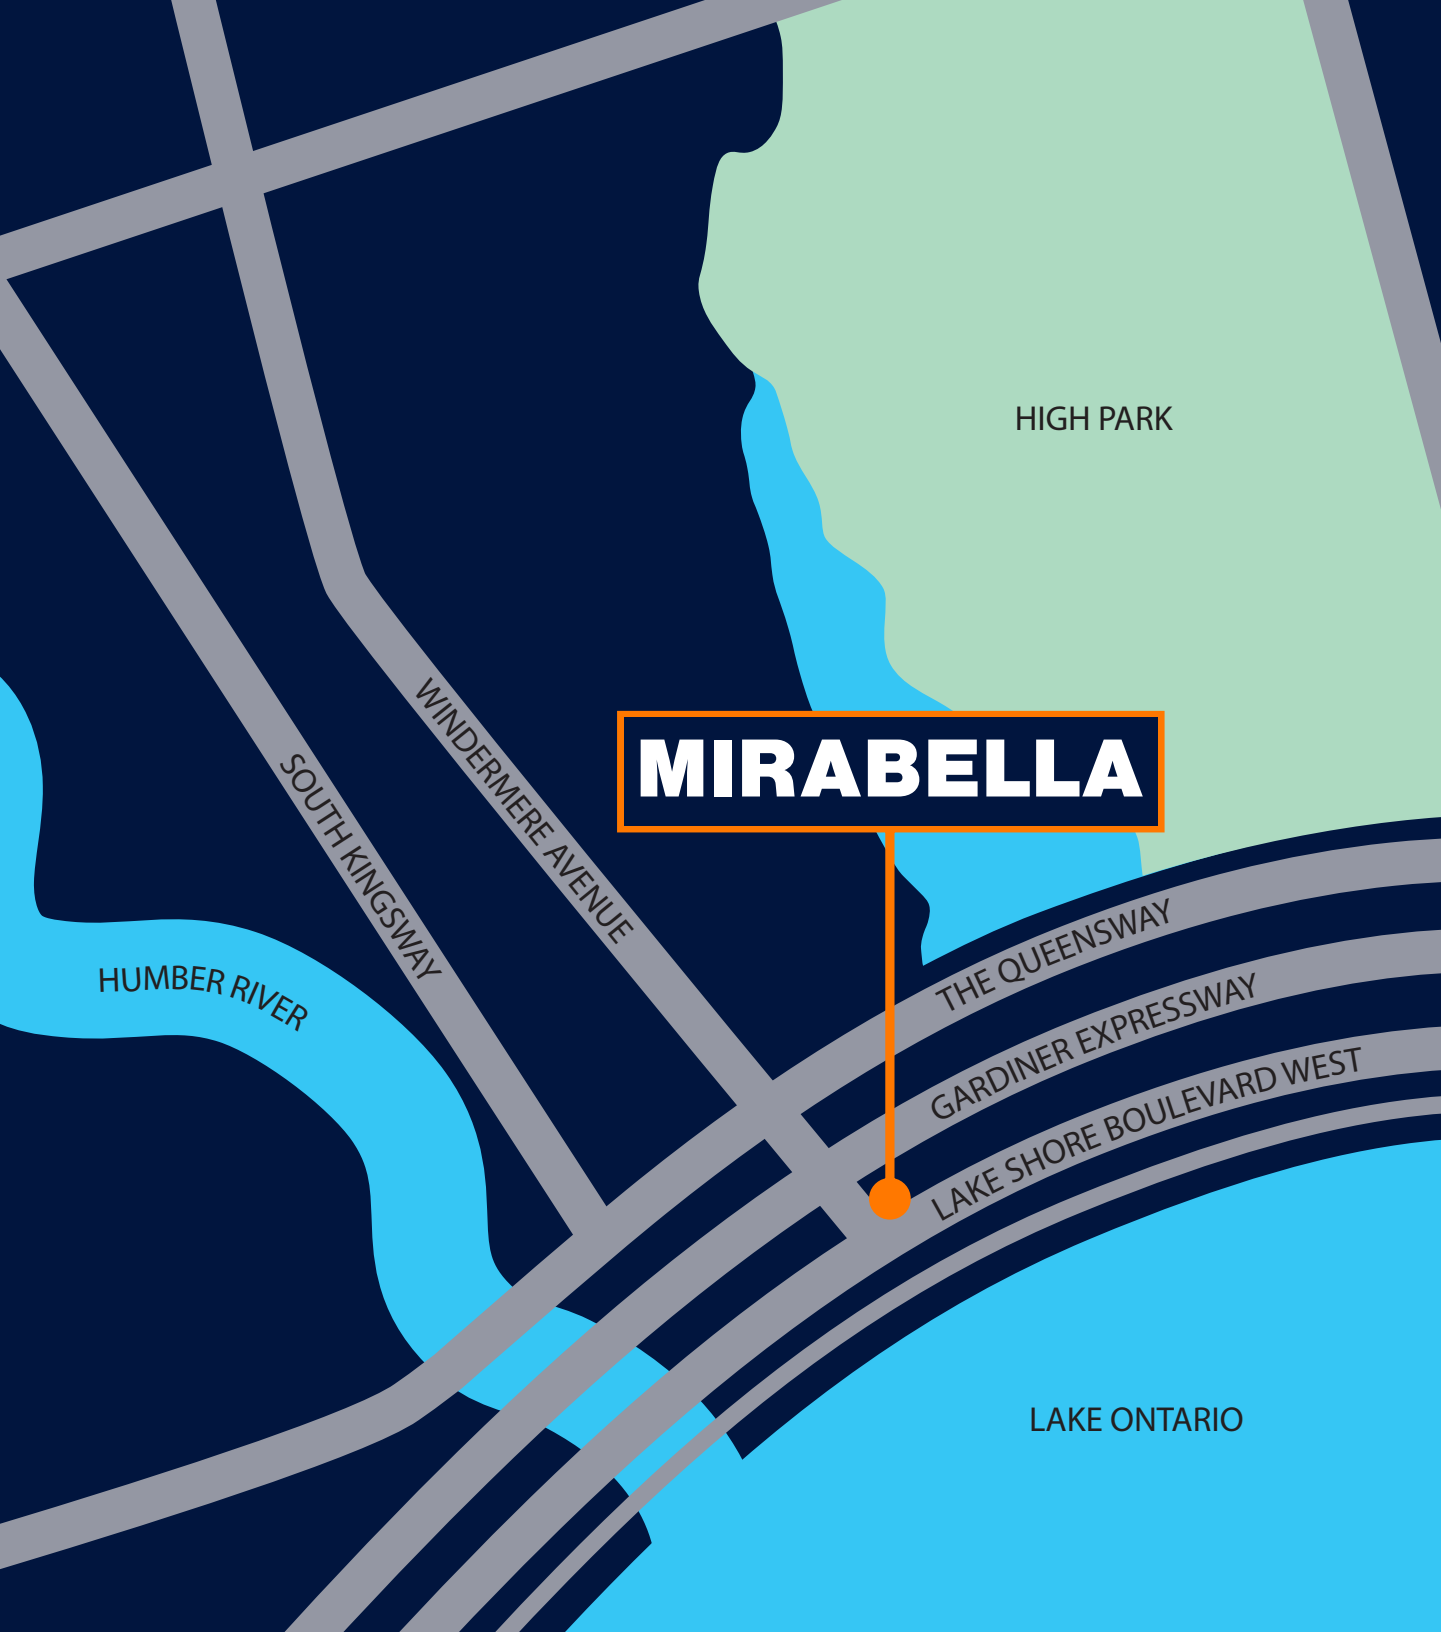 HIGH PARK
WINDERMERE AVENUE
MIRABELLA
SOUTH KINGSWAY
THE QUEENSWAY
HUMBER RIVER
GARDINER EXPRESSWAY
LAKE SHORE BOULEVARD WEST
LAKE ONTARIO